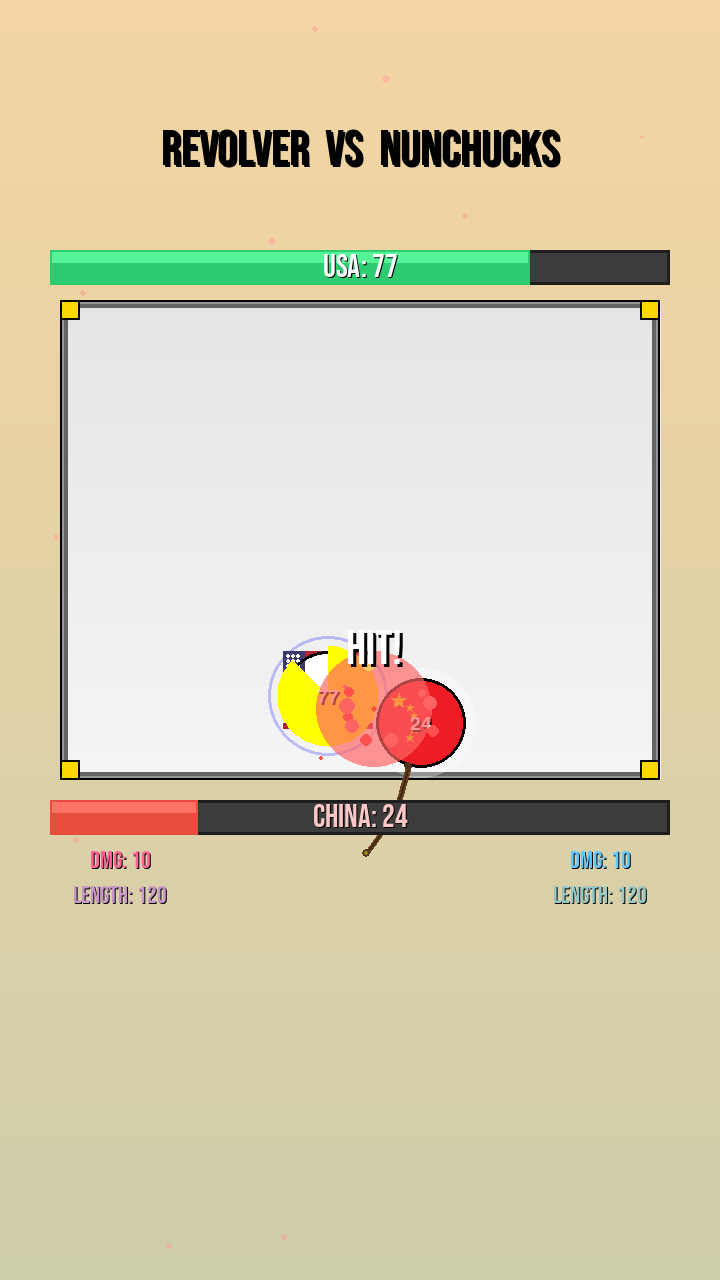 REVOLVER VS NUNCHUCKS
USA: 77
HIT!
77
24
CHINA: 24
DMG: 10
DMG: 10
LENGTH: 120
LENGTH: 120